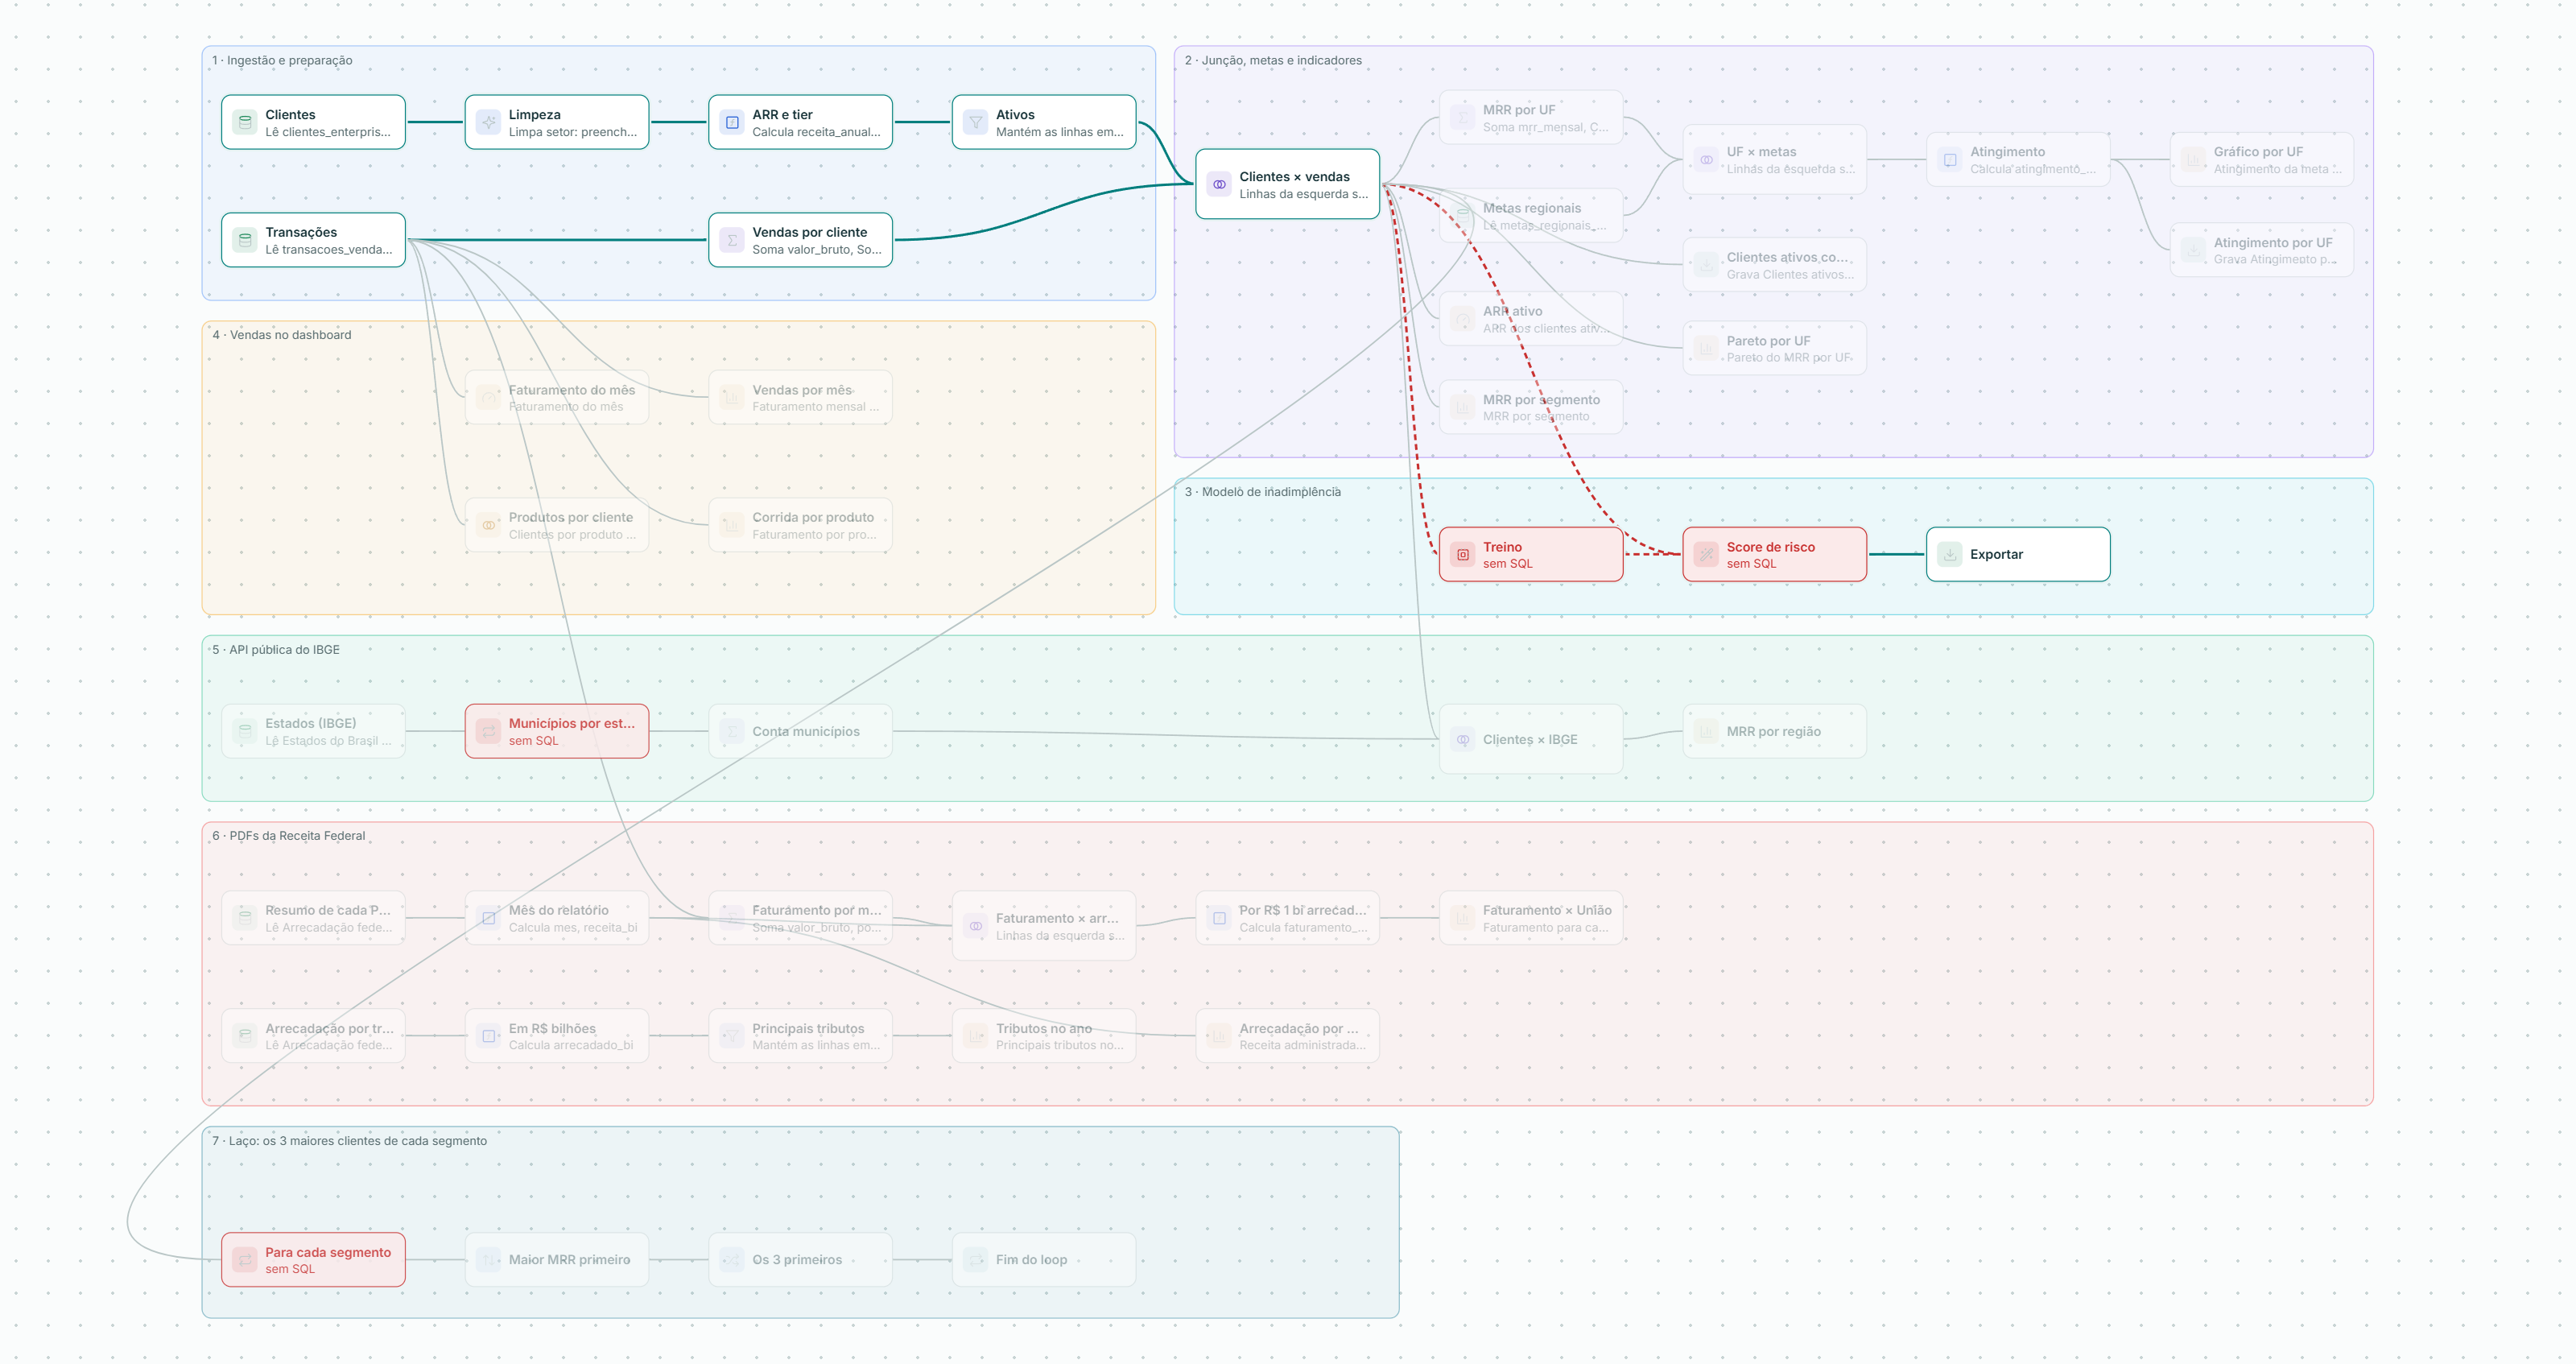 1 · Ingestão e preparação
Clientes
Lê clientes_enterpris...
Limpeza
Limpa setor: preench...
ARR e tier
Calcula receita_anual...
Ativos
Mantém as linhas em...
Transações
Lê transacoes_venda...
Vendas por cliente
Soma valor_bruto, So...
2 · Junção, metas e indicadores
Clientes × vendas
Linhas da esquerda s...
MRR por UF
Soma mrr_mensal, C...
Metas regionais
Lê metas_regionais_...
UF × metas
Linhas da esquerda s...
Atingimento
Calcula atingimento_...
Gráfico por UF
Atingimento da meta ...
Atingimento por UF
Grava Atingimento p...
Clientes ativos co...
Grava Clientes ativos...
ARR ativo
ARR dos clientes ativ...
Pareto por UF
Pareto do MRR por UF
MRR por segmento
MRR por segmento
3 · Modelo de inadimplência
Treino
sem SQL
Score de risco
sem SQL
Exportar
4 · Vendas no dashboard
Faturamento do mês
Faturamento do mês
Vendas por mês
Faturamento mensal ...
Produtos por cliente
Clientes por produto ...
Corrida por produto
Faturamento por pro...
5 · API pública do IBGE
Estados (IBGE)
Lê Estados do Brasil ...
Municípios por est...
sem SQL
Conta municípios
Clientes × IBGE
MRR por região
6 · PDFs da Receita Federal
Resumo de cada P...
Lê Arrecadação fede...
Mês do relatório
Calcula mes, receita_bi
Faturamento por m...
Soma valor_bruto, po...
Faturamento × arr...
Linhas da esquerda s...
Por R$ 1 bi arrecad...
Calcula faturamento_...
Faturamento × União
Faturamento para ca...
Arrecadação por tr...
Lê Arrecadação fede...
Em R$ bilhões
Calcula arrecadado_bi
Principais tributos
Mantém as linhas em...
Tributos no ano
Principais tributos no...
Arrecadação por ...
Receita administrada...
7 · Laço: os 3 maiores clientes de cada segmento
Para cada segmento
sem SQL
Maior MRR primeiro
Os 3 primeiros
Fim do loop